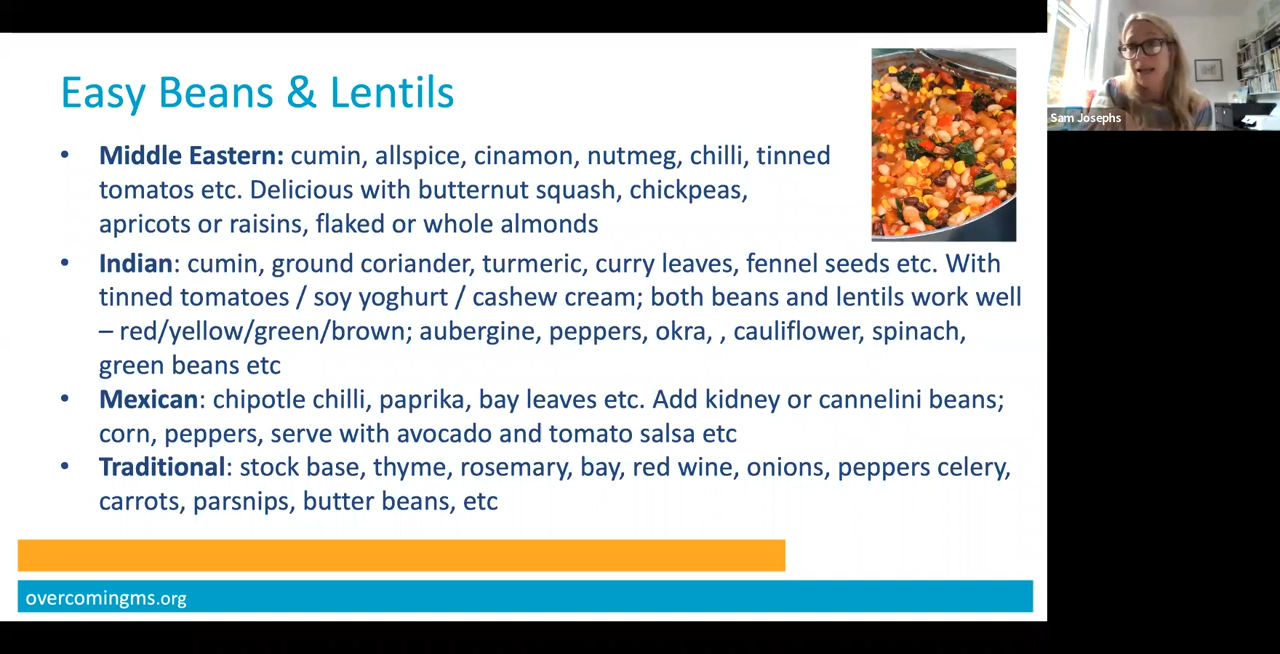 Easy Beans & Lentils
• Middle Eastern: cumin, allspice, cinamon, nutmeg, chilli, tinned
tomatos etc. Delicious with butternut squash, chickpeas,
apricots or raisins, flaked or whole almonds
• Indian: cumin, ground coriander, turmeric, curry leaves, fennel seeds etc. With
tinned tomatoes / soy yoghurt / cashew cream; both beans and lentils work well
– red/yellow/green/brown; aubergine, peppers, okra, , cauliflower, spinach,
green beans etc
• Mexican: chipotle chilli, paprika, bay leaves etc. Add kidney or cannelini beans;
corn, peppers, serve with avocado and tomato salsa etc
• Traditional: stock base, thyme, rosemary, bay, red wine, onions, peppers celery,
carrots, parsnips, butter beans, etc
overcomingms.org
Sam Josephs